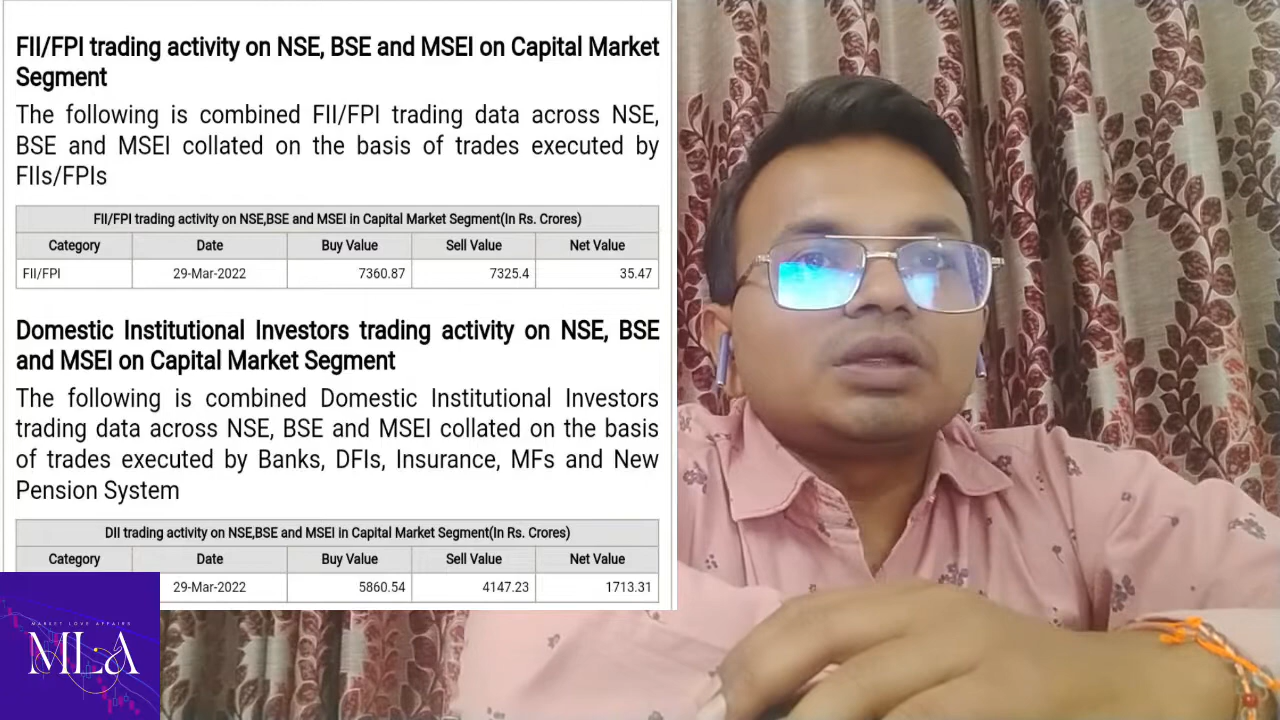 FII/FPI trading activity on NSE, BSE and MSEI on Capital Market
Segment
The following is combined FII/FPI trading data across NSE,
BSE and MSEI collated on the basis of trades executed by
FIIs/FPIs
FII/FPI trading activity on NSE,BSE and MSEI in Capital Market Segment(In Rs. Crores)
Category Date Buy Value Sell Value Net Value
FII/FPI 29-Mar-2022 7360.87 7325.4 35.47
Domestic Institutional Investors trading activity on NSE, BSE
and MSEI on Capital Market Segment
The following is combined Domestic Institutional Investors
trading data across NSE, BSE and MSEI collated on the basis
of trades executed by Banks, DFIs, Insurance, MFs and New
Pension System
DII trading activity on NSE,BSE and MSEI in Capital Market Segment(In Rs. Crores)
Category Date Buy Value Sell Value Net Value
29-Mar-2022 5860.54 4147.23 1713.31
MARKET LOVE AFFAIRS
MLA